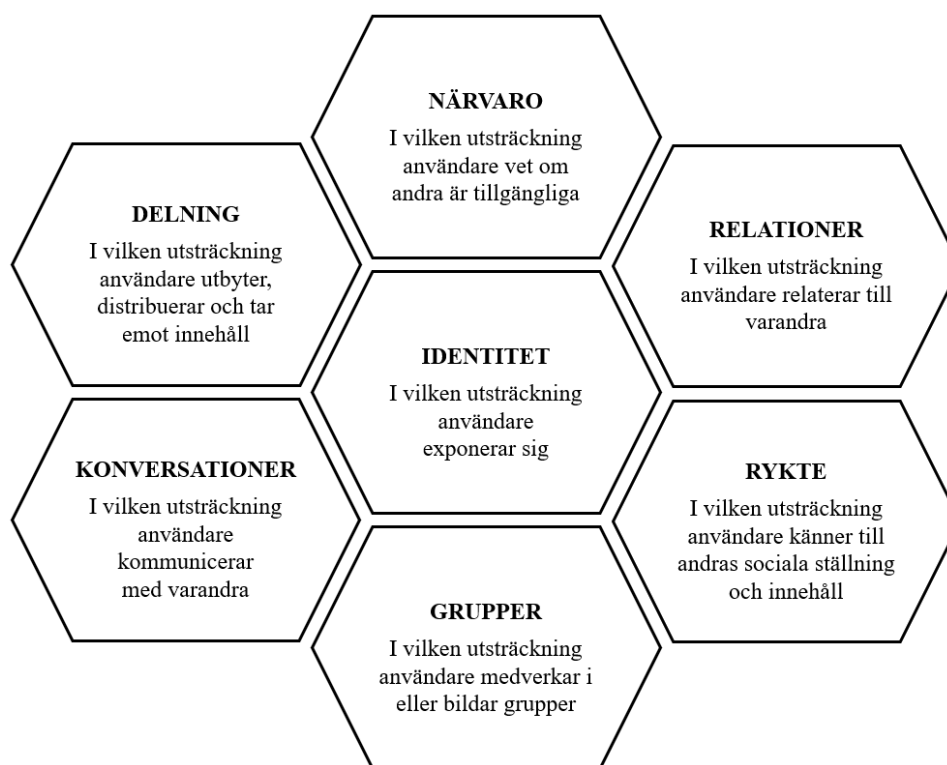 NÄRVARO
I vilken utsträckning
användare vet om
andra är tillgängliga
DELNING
I vilken utsträckning
användare utbyter,
distribuerar och tar
emot innehåll
RELATIONER
I vilken utsträckning
användare relaterar till
varandra
IDENTITET
I vilken utsträckning
användare
exponerar sig
KONVERSATIONER
I vilken utsträckning
användare
kommunicerar
med varandra
RYKTE
I vilken utsträckning
användare känner till
andras sociala ställning
och innehåll
GRUPPER
I vilken utsträckning
användare medverkar i
eller bildar grupper